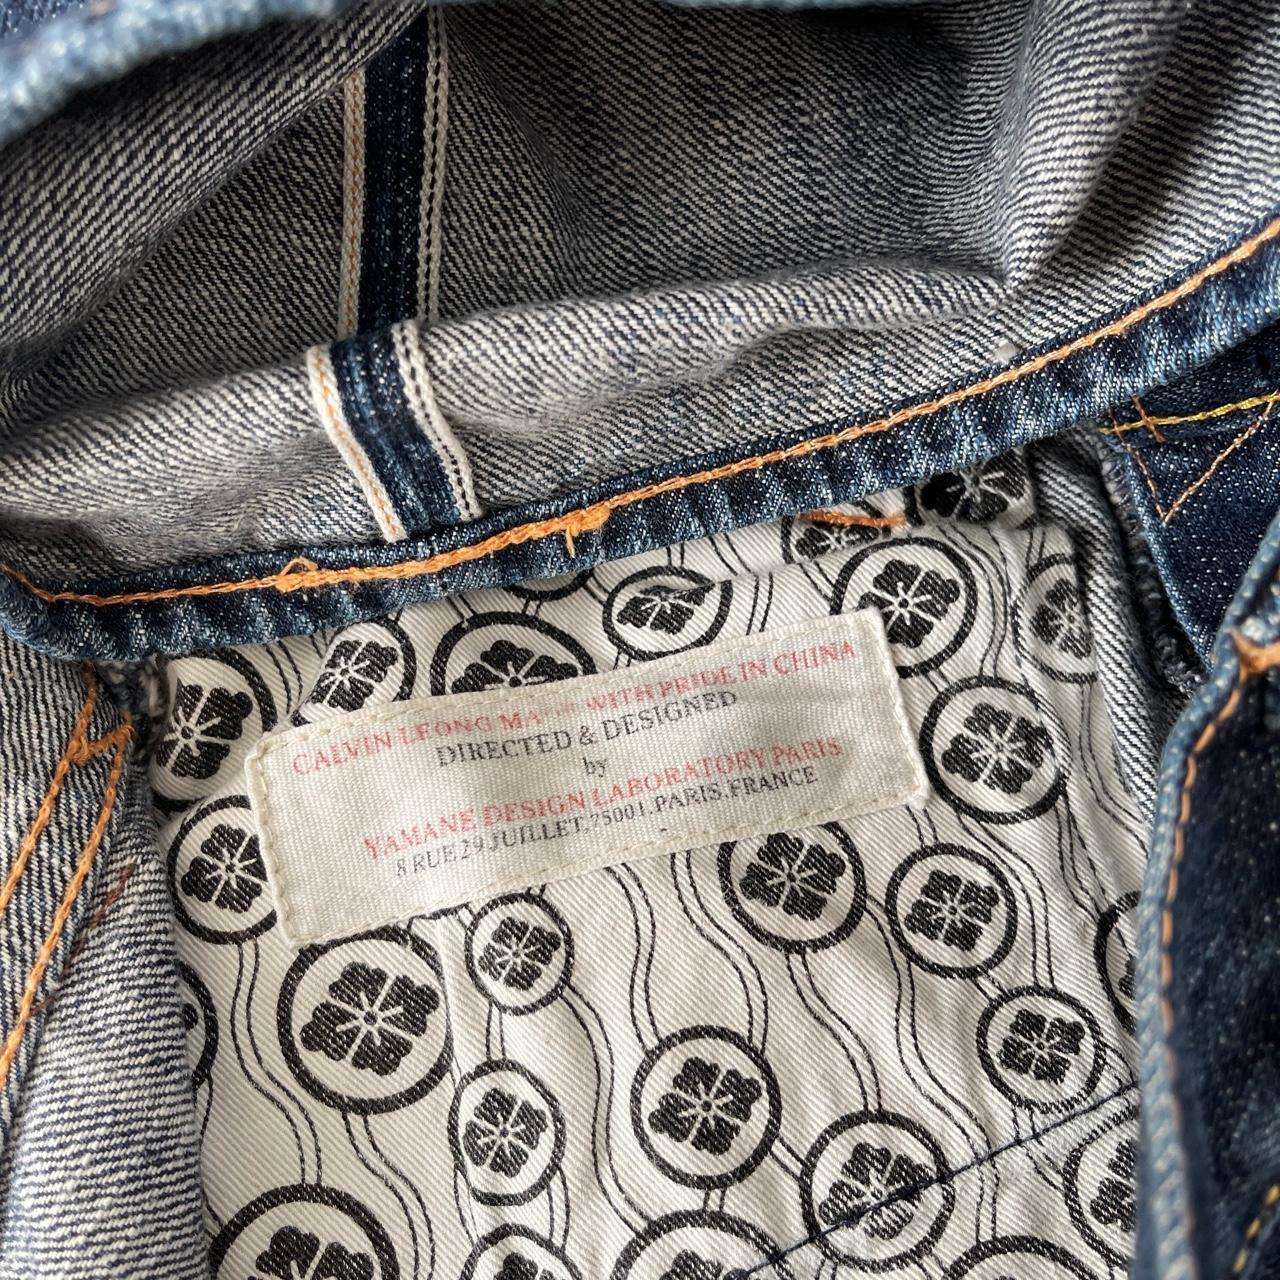 CALVIN LEONG MADE WITH PRIDE IN CHINA
DIRECTED & DESIGNED
by
YAMANE DESIGN LABORATORY PARIS
8 RUE 29 JUILLET.75001.PARIS.FRANCE